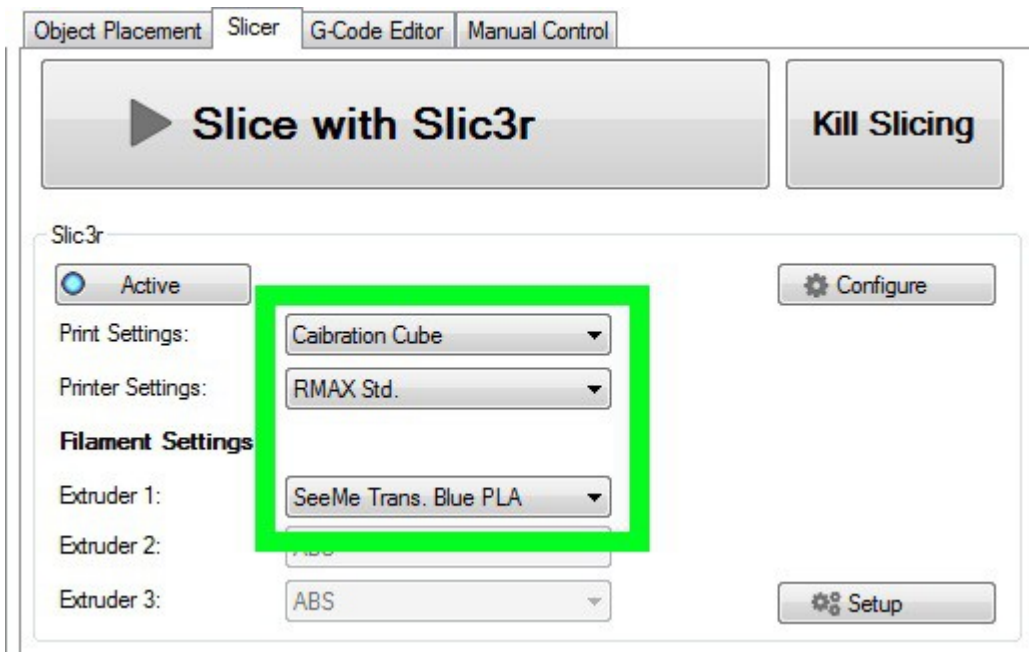 Object Placement Slicer G-Code Editor Manual Control
Slice with Slic3r Kill Slicing
Slic3r
Active Configure
Print Settings: Caibration Cube
Printer Settings: RMAX Std.
Filament Settings
Extruder 1: SeeMe Trans. Blue PLA
Extruder 2:
Extruder 3: ABS Setup